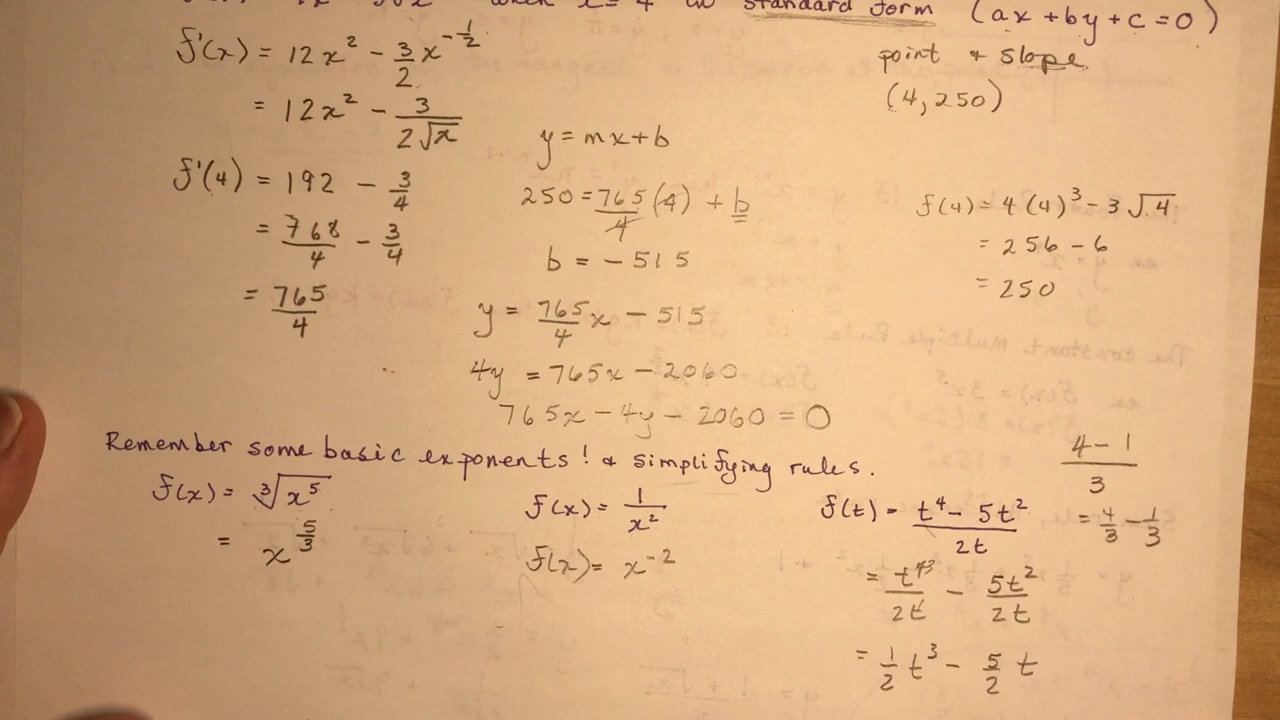 when x = 4 in standard form (ax + by + c = 0)
f'(x) = 12x² - 3/2 x^(-1/2)
= 12x² - 3/(2√x)
f'(4) = 192 - 3/4
= 768/4 - 3/4
= 765/4
y = mx + b
250 = 765/4 (4) + b
b = -515
y = 765/4 x - 515
4y = 765x - 2060
765x - 4y - 2060 = 0
point & slope
(4, 250)
f(4) = 4(4)³ - 3√4
= 256 - 6
= 250
Remember some basic exponents! & simplifying rules.
f(x) = ³√(x⁵)
= x^(5/3)
f(x) = 1/x²
f(x) = x⁻²
f(t) = (t⁴ - 5t²)/(2t)
= t⁴/(2t) - 5t²/(2t)
= 1/2 t³ - 5/2 t
(4 - 1)/3
= 4/3 - 1/3